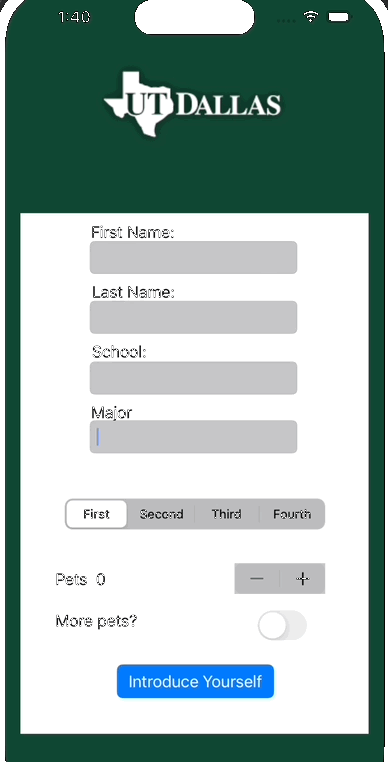 1:40
UT DALLAS
First Name:
Last Name:
School:
Major
First Second Third Fourth
Pets 0 − +
More pets?
Introduce Yourself